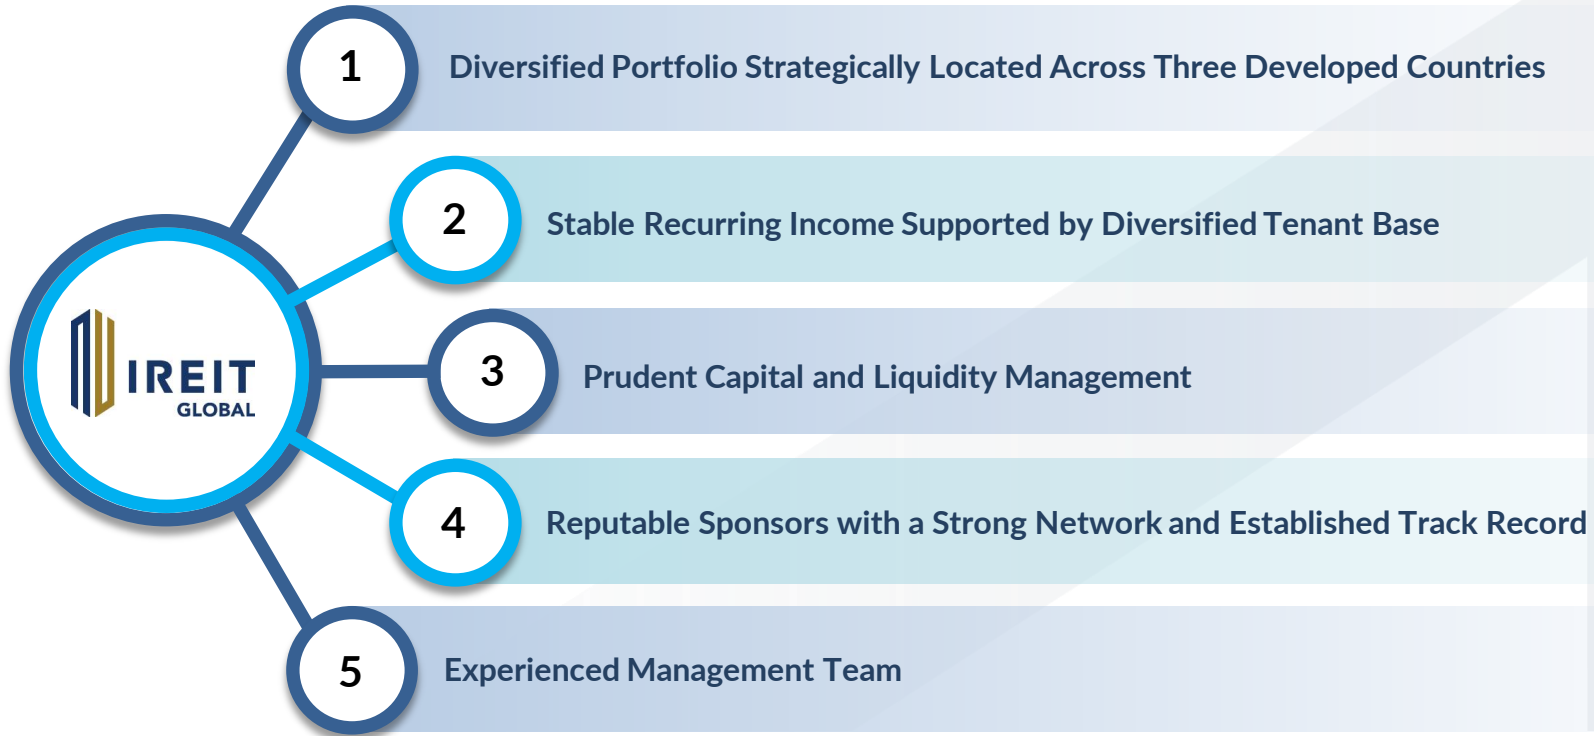 1
Diversified Portfolio Strategically Located Across Three Developed Countries
2
Stable Recurring Income Supported by Diversified Tenant Base
IREIT
GLOBAL
3
Prudent Capital and Liquidity Management
4
Reputable Sponsors with a Strong Network and Established Track Record
5
Experienced Management Team